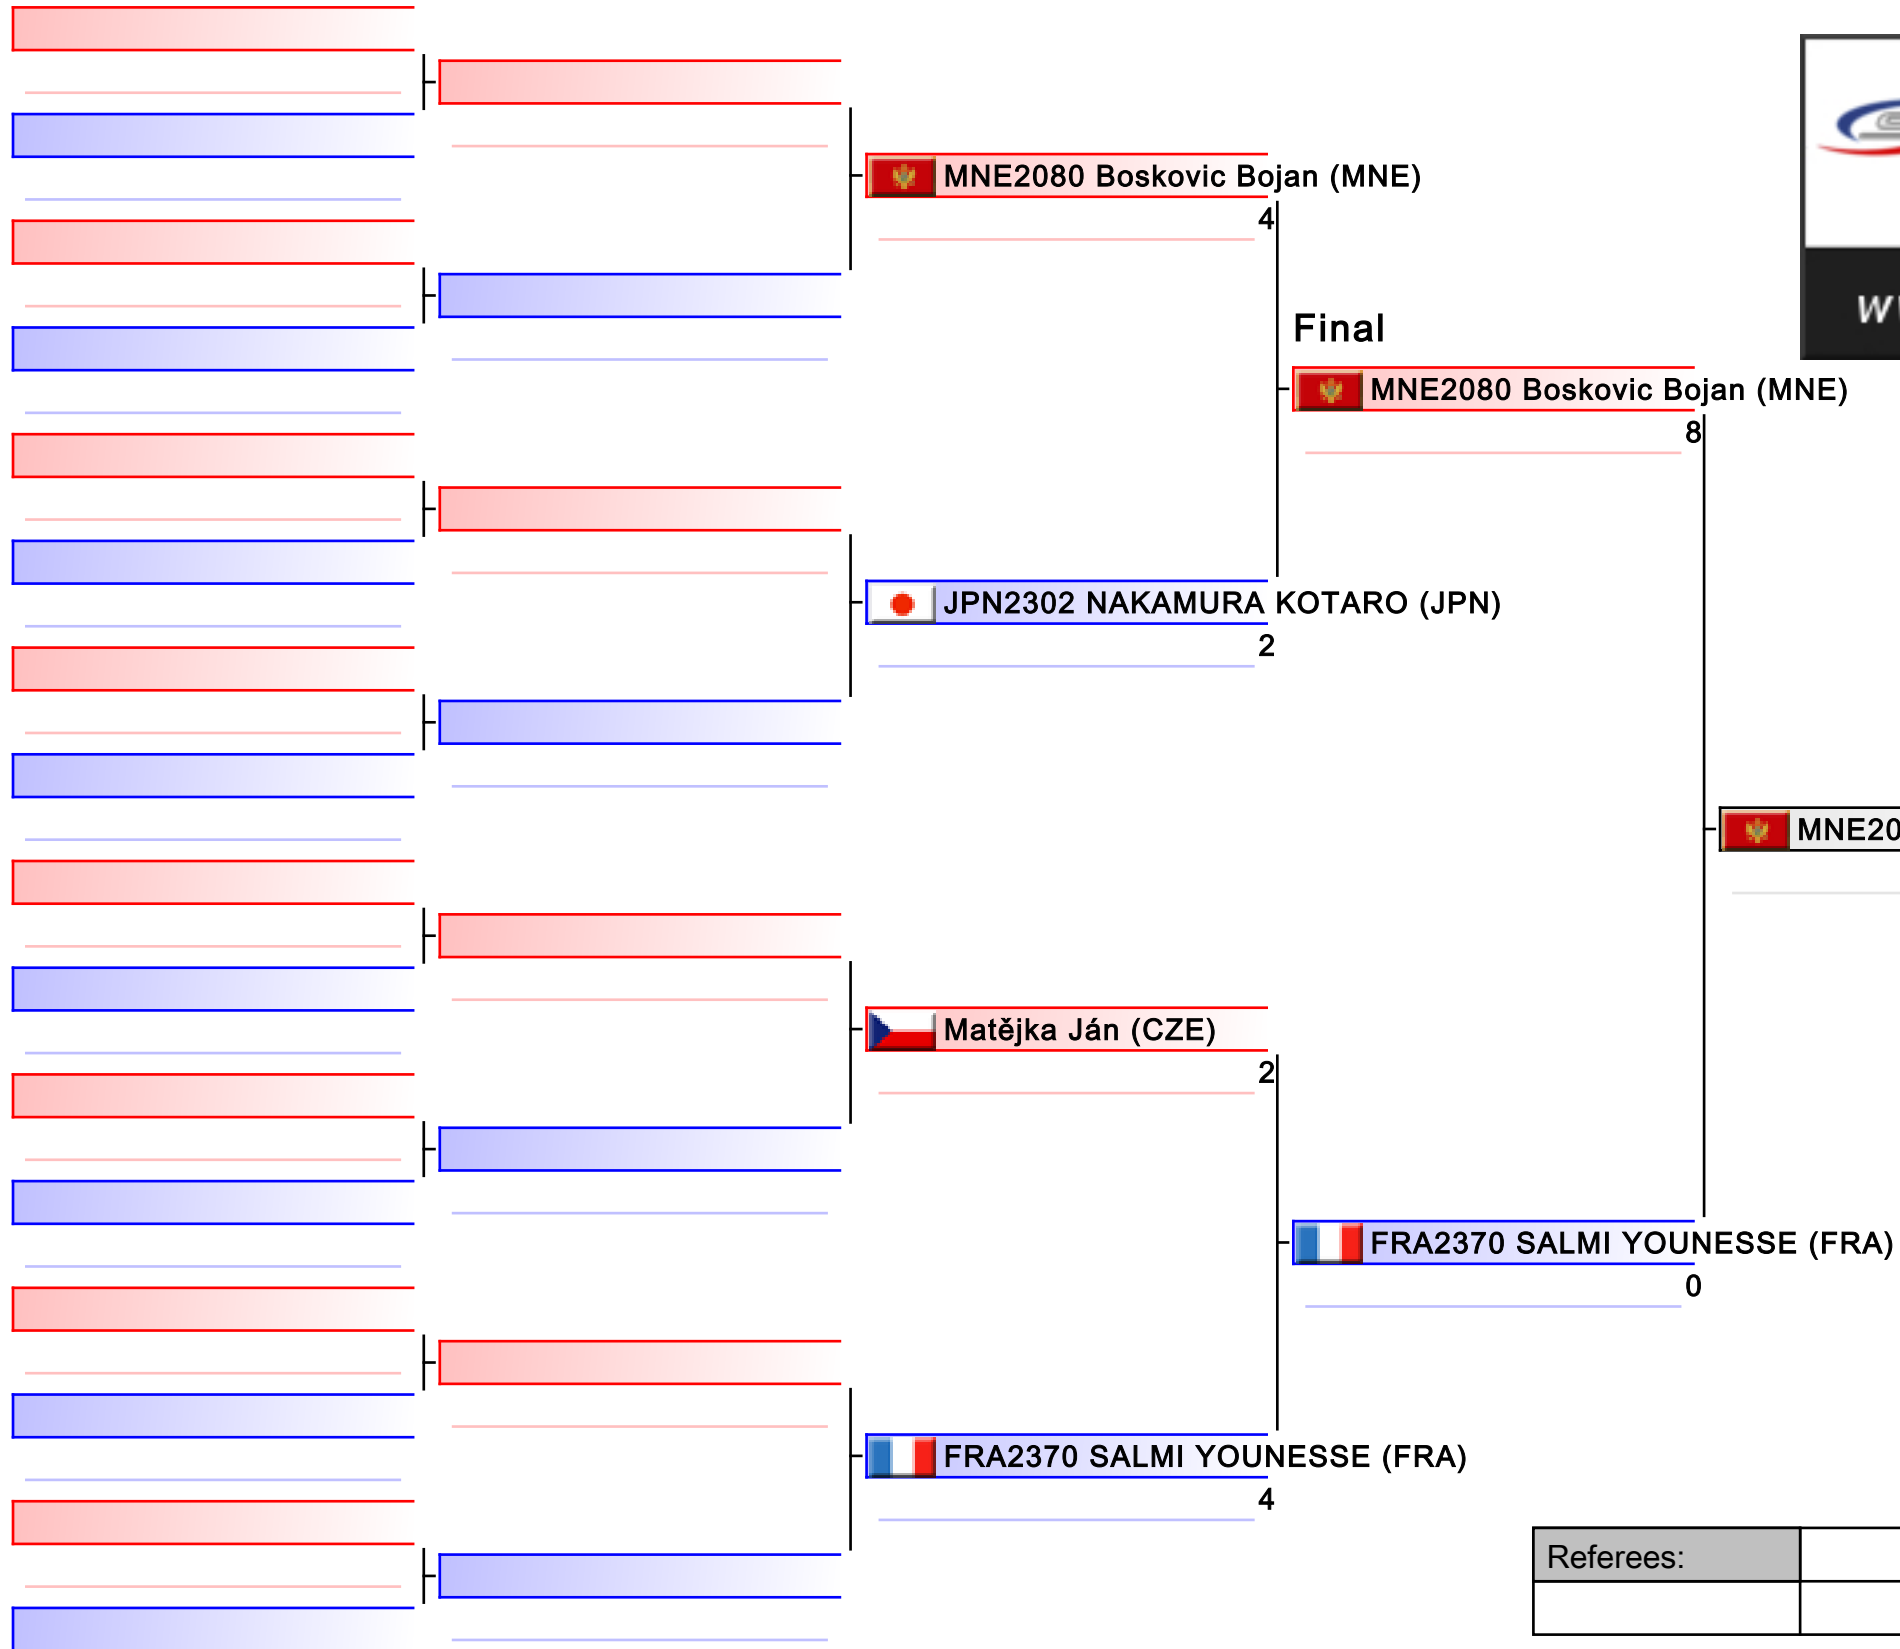 MNE2080 Boskovic Bojan (MNE)
4
Final
MNE2080 Boskovic Bojan (MNE)
8
JPN2302 NAKAMURA KOTARO (JPN)
2
MNE20
Matějka Ján (CZE)
2
FRA2370 SALMI YOUNESSE (FRA)
0
FRA2370 SALMI YOUNESSE (FRA)
4
Referees: